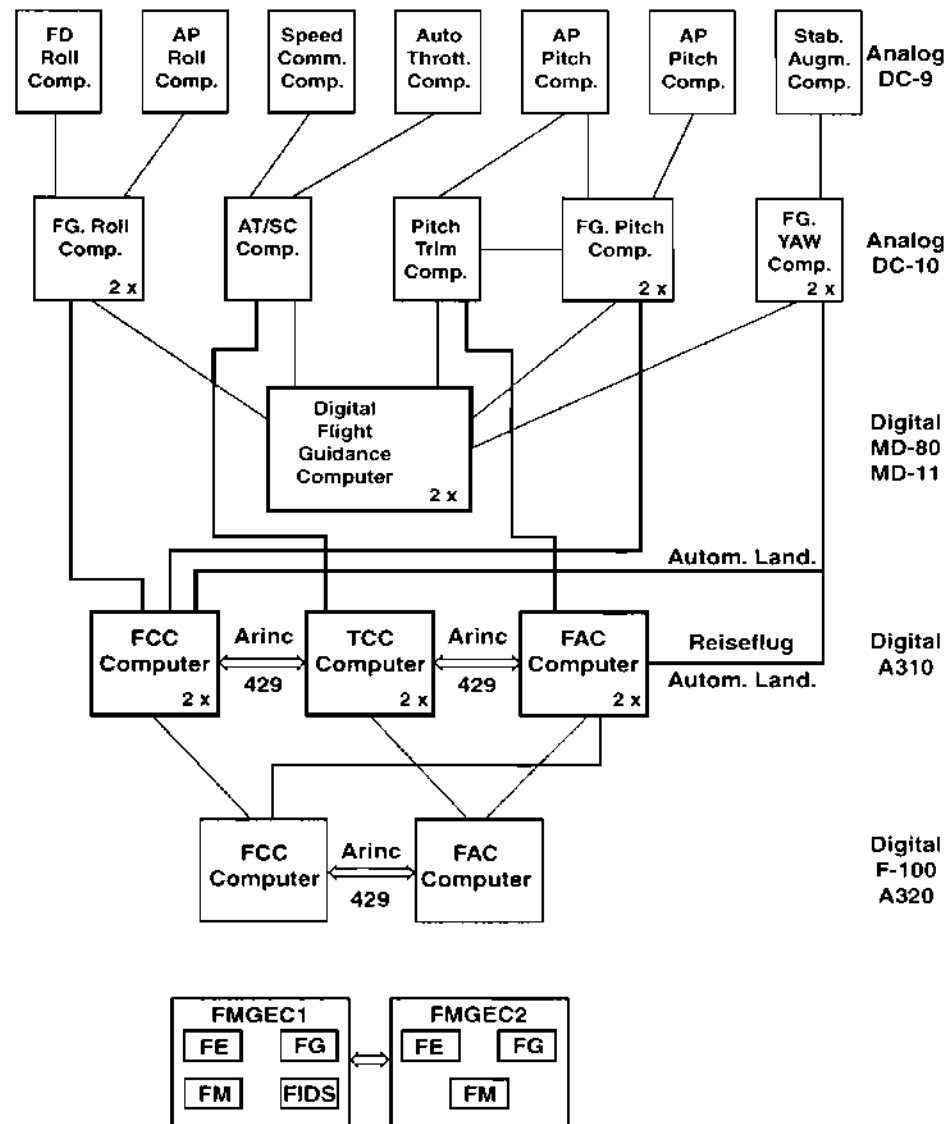 FD
Roll
Comp.
AP
Roll
Comp.
Speed
Comm.
Comp.
Auto
Thrott.
Comp.
AP
Pitch
Comp.
AP
Pitch
Comp.
Stab.
Augm.
Comp.
Analog
DC-9
FG. Roll
Comp.
2 x
AT/SC
Comp.
Pitch
Trim
Comp.
FG. Pitch
Comp.
2 x
FG.
YAW
Comp.
2 x
Analog
DC-10
Digital
Flight
Guidance
Computer
2 x
Digital
MD-80
MD-11
Autom. Land.
FCC
Computer
2 x
Arinc
429
TCC
Computer
2 x
Arinc
429
FAC
Computer
2 x
Reiseflug
Autom. Land.
Digital
A310
FCC
Computer
Arinc
429
FAC
Computer
Digital
F-100
A320
FMGEC1
FE
FG
FM
FIDS
FMGEC2
FE
FG
FM